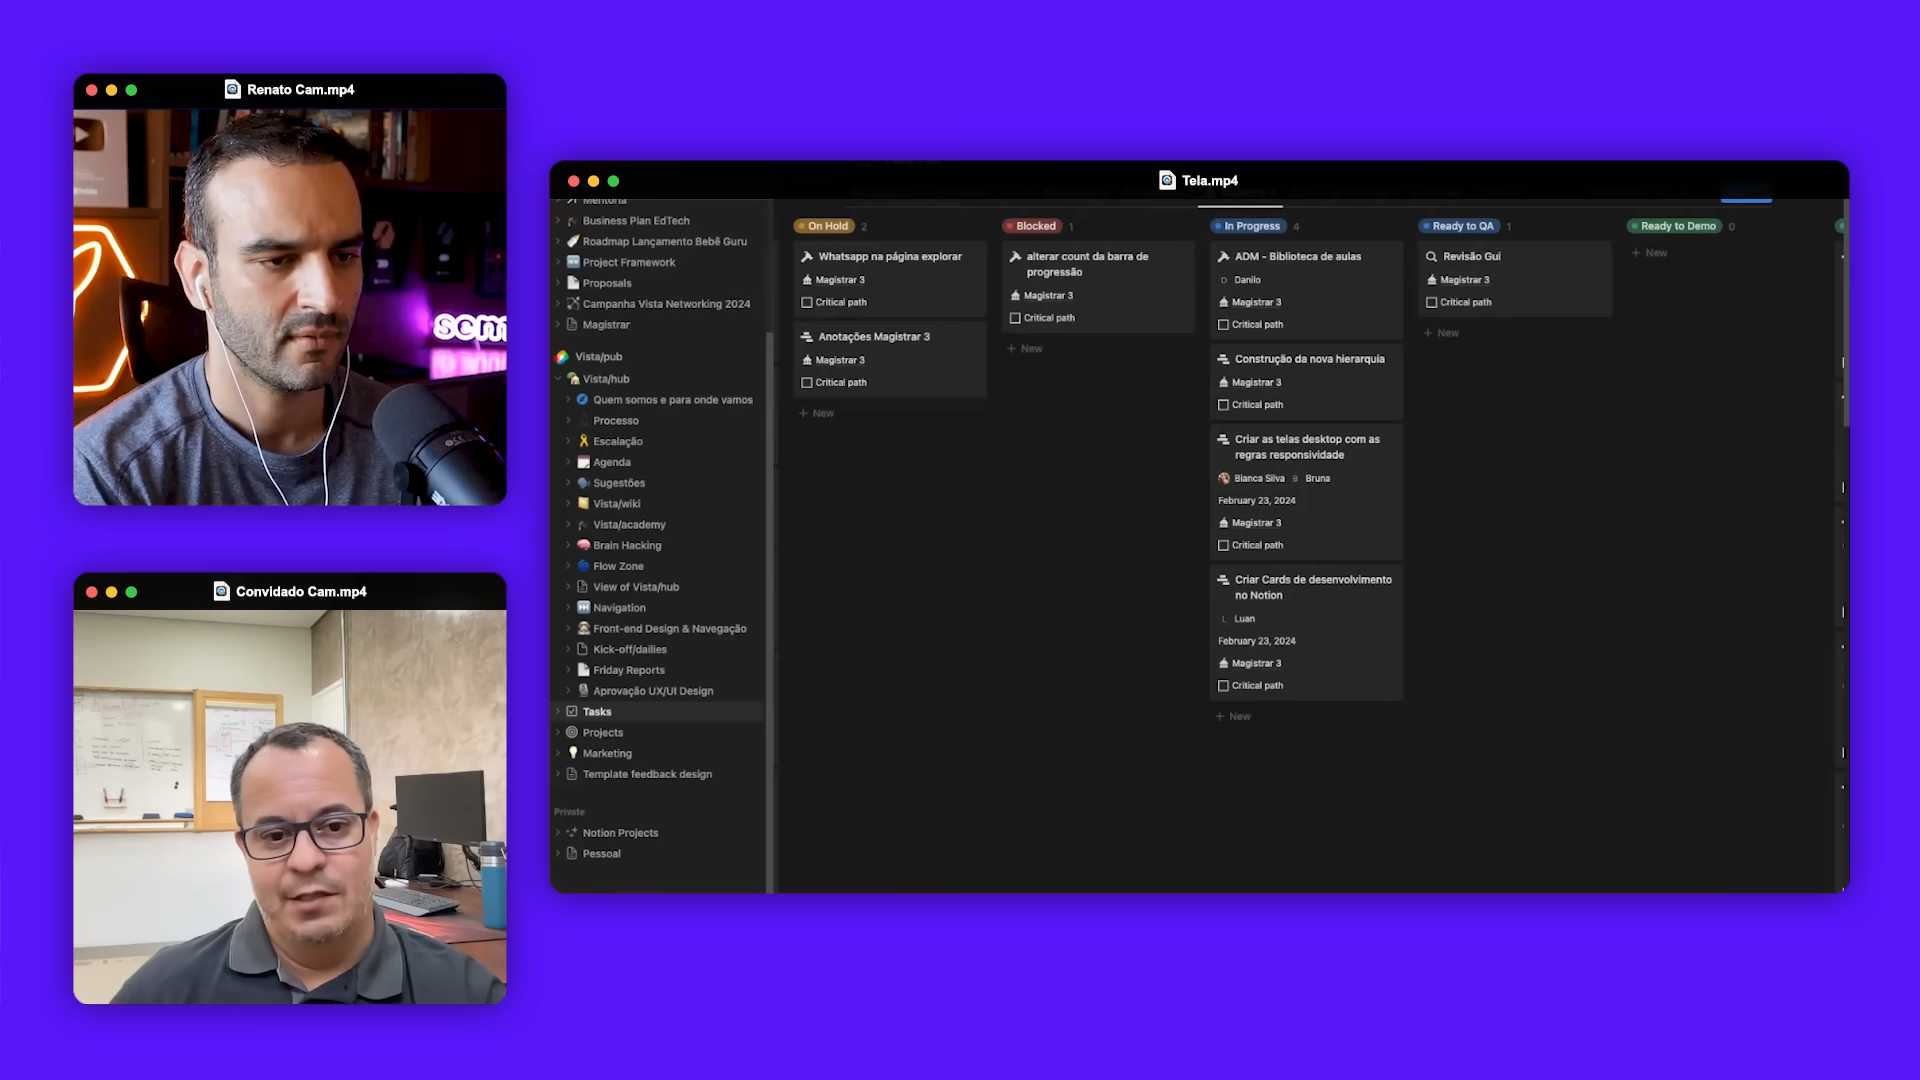 Renato Cam.mp4
sem
Convidado Cam.mp4
Tela.mp4
Mentoria
Business Plan EdTech
Roadmap Lançamento Bebê Guru
Project Framework
Proposals
Campanha Vista Networking 2024
Magistrar
Vista/pub
Vista/hub
Quem somos e para onde vamos
Processo
Escalação
Agenda
Sugestões
Vista/wiki
Vista/academy
Brain Hacking
Flow Zone
View of Vista/hub
Navigation
Front-end Design & Navegação
Kick-off/dailies
Friday Reports
Aprovação UX/UI Design
Tasks
Projects
Marketing
Template feedback design
Private
Notion Projects
Pessoal
On Hold 2
Whatsapp na página explorar
Magistrar 3
Critical path
Anotações Magistrar 3
Magistrar 3
Critical path
+ New
Blocked 1
alterar count da barra de
progressão
Magistrar 3
Critical path
+ New
In Progress 4
ADM - Biblioteca de aulas
D Danilo
Magistrar 3
Critical path
Construção da nova hierarquia
Magistrar 3
Critical path
Criar as telas desktop com as
regras responsividade
Bianca Silva B Bruna
February 23, 2024
Magistrar 3
Critical path
Criar Cards de desenvolvimento
no Notion
L Luan
February 23, 2024
Magistrar 3
Critical path
+ New
Ready to QA 1
Revisão Gui
Magistrar 3
Critical path
+ New
Ready to Demo 0
+ New